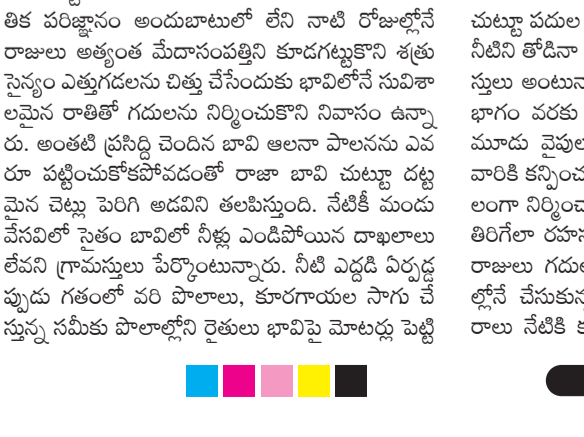 తిక పరిజ్ఞానం అందుబాటులో లేని నాటి రోజుల్లోనే
రాజులు అత్యంత మేదాసంపత్తిని కూడగట్టుకొని శత్రు
సైన్యం ఎత్తుగడలను చిత్తు చేసేందుకు భావిలోనే సువిశా
లమైన రాతితో గదులను నిర్మించుకొని నివాసం ఉన్నా
రు. అంతటి ప్రసిద్ది చెందిన బావి ఆలనా పాలనను ఎవ
రూ పట్టించుకోకపోవడంతో రాజా బావి చుట్టూ దట్ట
మైన చెట్లు పెరిగి అడవిని తలపిస్తుంది. నేటికీ మండు
వేసవిలో సైతం బావిలో నీళ్లు ఎండిపోయిన దాఖలాలు
లేవని గ్రామస్తులు పేర్కొంటున్నారు. నీటి ఎద్దడి ఏర్పడ్డ
ప్పుడు గతంలో వరి పొలాలు, కూరగాయల సాగు చే
స్తున్న సమీకు పొలాల్లోని రైతులు భావిపై మోటర్లు పెట్టి
చుట్టూ పదుల
నీటిని తోడినా
స్తులు అంటున
భాగం వరకు
మూడు వైపుల
వారికి కన్పించ
లంగా నిర్మించ
తిరిగేలా రహస
రాజులు గదుల
ల్లోనే చేసుకున
రాలు నేటికి క